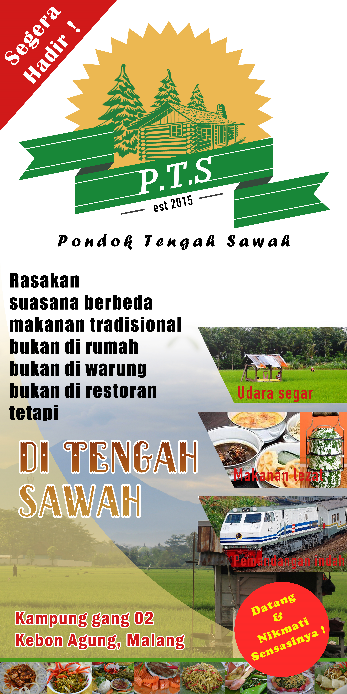 Segera
Hadir !
P.T.S
est 2015
Pondok Tengah Sawah
Rasakan
suasana berbeda
makanan tradisional
bukan di rumah
bukan di warung
bukan di restoran
tetapi
DI TENGAH
SAWAH
Udara segar
Makanan lezat
Pemandangan indah
Kampung gang 02
Kebon Agung, Malang
Datang
&
Nikmati
Sensasinya !